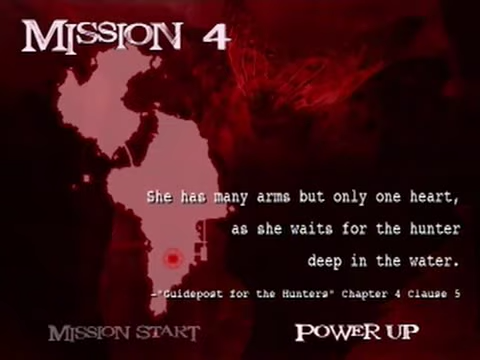 Mission 4
She has many arms but only one heart,
as she waits for the hunter
deep in the water.
-"Guidepost for the Hunters" Chapter 4 Clause 5
Mission Start
Power Up